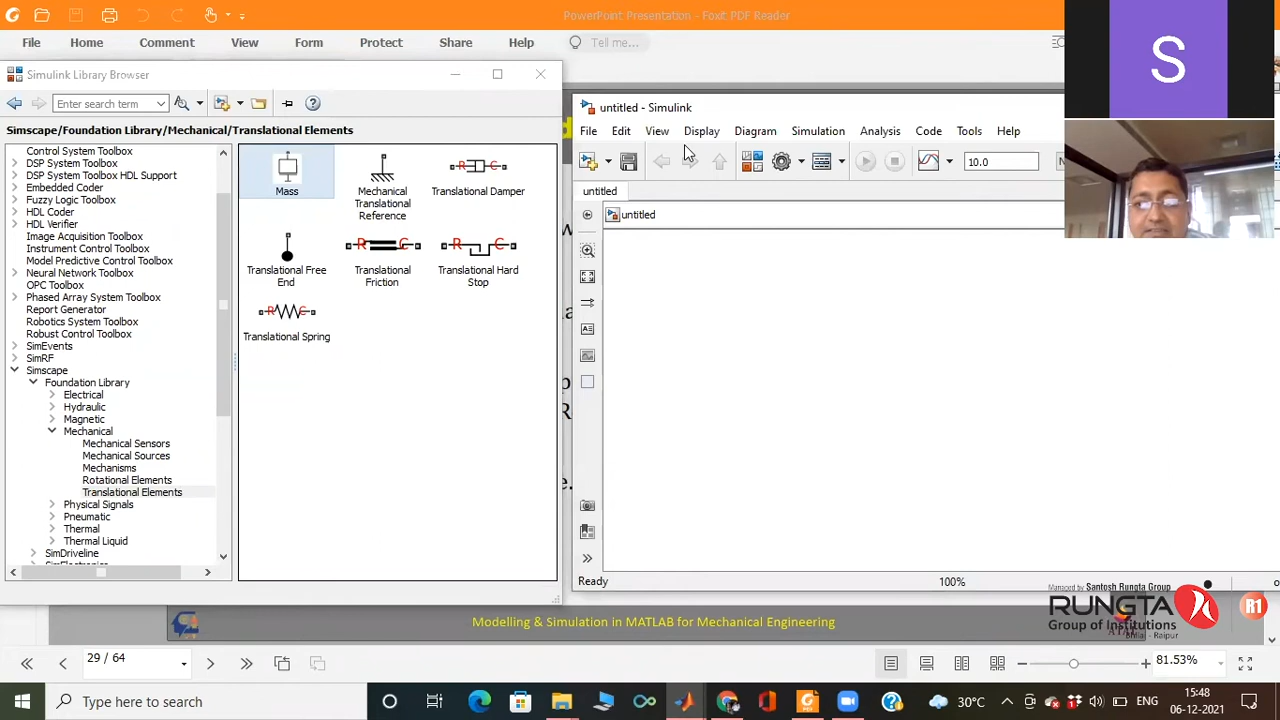 PowerPoint Presentation - Foxit PDF Reader
File Home Comment View Form Protect Share Help Tell me...
Simulink Library Browser
Enter search term
Simscape/Foundation Library/Mechanical/Translational Elements
Control System Toolbox
DSP System Toolbox
DSP System Toolbox HDL Support
Embedded Coder
Fuzzy Logic Toolbox
HDL Coder
HDL Verifier
Image Acquisition Toolbox
Instrument Control Toolbox
Model Predictive Control Toolbox
Neural Network Toolbox
OPC Toolbox
Phased Array System Toolbox
Report Generator
Robotics System Toolbox
Robust Control Toolbox
SimEvents
SimRF
Simscape
Foundation Library
Electrical
Hydraulic
Magnetic
Mechanical
Mechanical Sensors
Mechanical Sources
Mechanisms
Rotational Elements
Translational Elements
Physical Signals
Pneumatic
Thermal
Thermal Liquid
SimDriveline
Mass
Mechanical
Translational
Reference
R C
Translational Damper
Translational Free
End
R C
Translational
Friction
R C
Translational Hard
Stop
R C
Translational Spring
untitled - Simulink
File Edit View Display Diagram Simulation Analysis Code Tools Help
10.0
untitled
untitled
Ready 100%
S
Managed by Santosh Rungta Group
RUNGTA
Group of Institutions
Bhilai - Raipur
R1
Modelling & Simulation in MATLAB for Mechanical Engineering
29 / 64
81.53%
Type here to search
30°C
ENG
15:48
06-12-2021